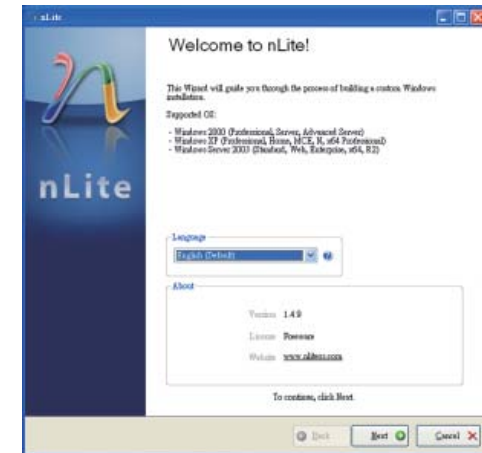 nLite
Welcome to nLite!
This Wizard will guide you through the process of building a custom Windows
installation.
Supported OS:
- Windows 2000 (Professional, Server, Advanced Server)
- Windows XP (Professional, Home, MCE, N, x64 Professional)
- Windows Server 2003 (Standard, Web, Enterprise, x64, R2)
nLite
Language
English (Default)
About
Version 1.4.9
License Freeware
Website www.nliteos.com
To continue, click Next
Back Next Cancel